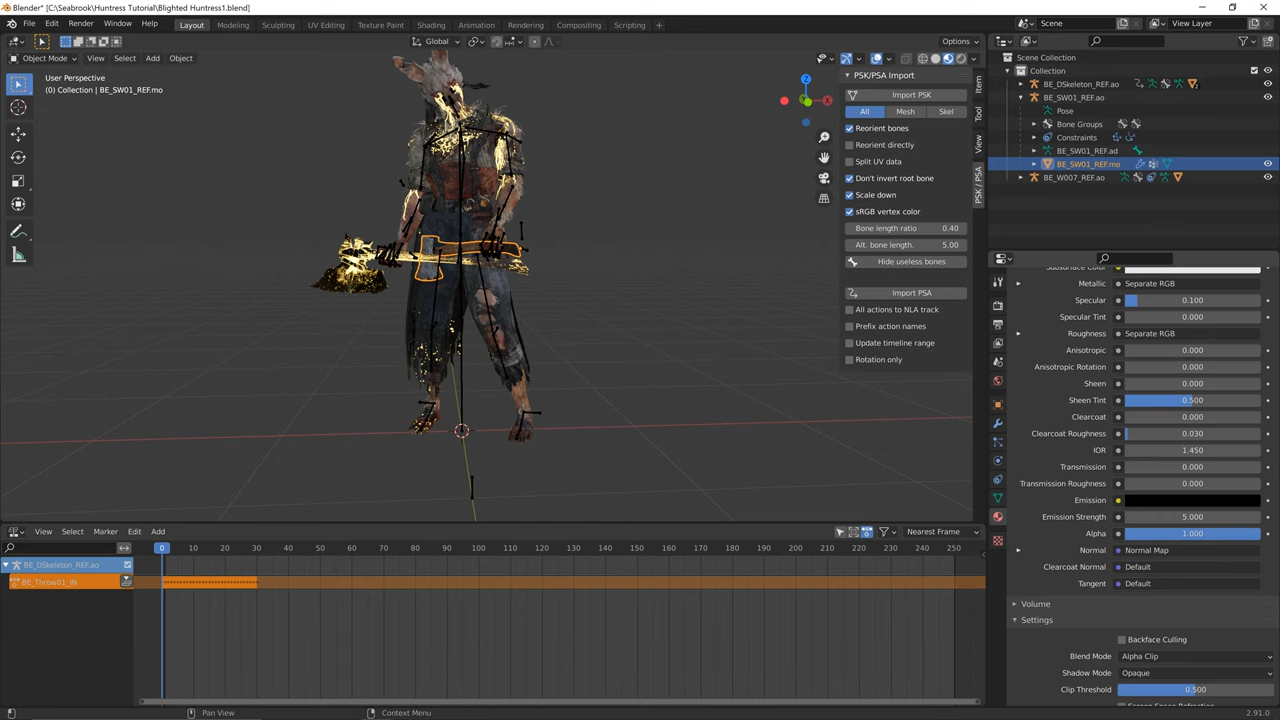 Blender* [C:\Seabrook\Huntress Tutorial\Blighted Huntress1.blend]
File Edit Render Window Help Layout Modeling Sculpting UV Editing Texture Paint Shading Animation Rendering Compositing Scripting Scene View Layer
Global Options
Object Mode View Select Add Object
User Perspective
(0) Collection | BE_SW01_REF.mo
Z
X
PSK/PSA Import
Import PSK
All Mesh Skel
Reorient bones
Reorient directly
Split UV data
Don't invert root bone
Scale down
sRGB vertex color
Bone length ratio 0.40
Alt. bone length. 5.00
Hide useless bones
Import PSA
All actions to NLA track
Prefix action names
Update timeline range
Rotation only
Item
Tool
View
PSK / PSA
Scene Collection
Collection
BE_DSkeleton_REF.ao 2
BE_SW01_REF.ao
Pose
Bone Groups
Constraints
BE_SW01_REF.ad
BE_SW01_REF.mo
BE_W007_REF.ao
Metallic Separate RGB
Specular 0.100
Specular Tint 0.000
Roughness Separate RGB
Anisotropic 0.000
Anisotropic Rotation 0.000
Sheen 0.000
Sheen Tint 0.500
Clearcoat 0.000
Clearcoat Roughness 0.030
IOR 1.450
Transmission 0.000
Transmission Roughness 0.000
Emission
Emission Strength 5.000
Alpha 1.000
Normal Normal Map
Clearcoat Normal Default
Tangent Default
Volume
Settings
Backface Culling
Blend Mode Alpha Clip
Shadow Mode Opaque
Clip Threshold 0.500
View Select Marker Edit Add Nearest Frame
0 10 20 30 40 50 60 70 80 90 100 110 120 130 140 150 160 170 180 190 200 210 220 230 240 250
BE_DSkeleton_REF.ao
BE_Throw01_IN
Pan View Context Menu 2.91.0